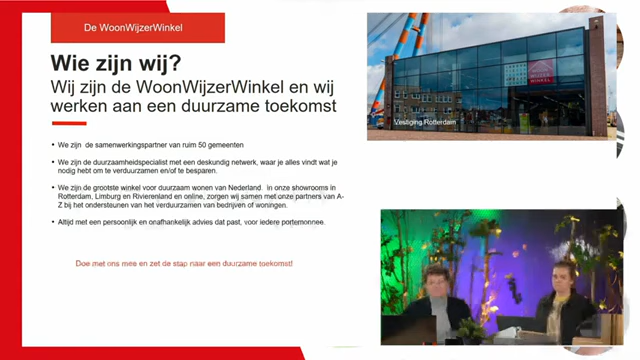 De WoonWijzerWinkel
Wie zijn wij?
Wij zijn de WoonWijzerWinkel en wij
werken aan een duurzame toekomst
• We zijn de samenwerkingspartner van ruim 50 gemeenten
• We zijn de duurzaamheidspecialist met een deskundig netwerk, waar je alles vindt wat je
nodig hebt om te verduurzamen en/of te besparen.
• We zijn de grootste winkel voor duurzaam wonen van Nederland in onze showrooms in
Rotterdam, Limburg en Rivierenland en online, zorgen wij samen met onze partners van A-
Z bij het ondersteunen van het verduurzamen van bedrijven of woningen.
• Altijd met een persoonlijk en onafhankelijk advies dat past, voor iedere portemonnee.
Doe met ons mee en zet de stap naar een duurzame toekomst!
WIJZER
WINKEL
Vestiging Rotterdam